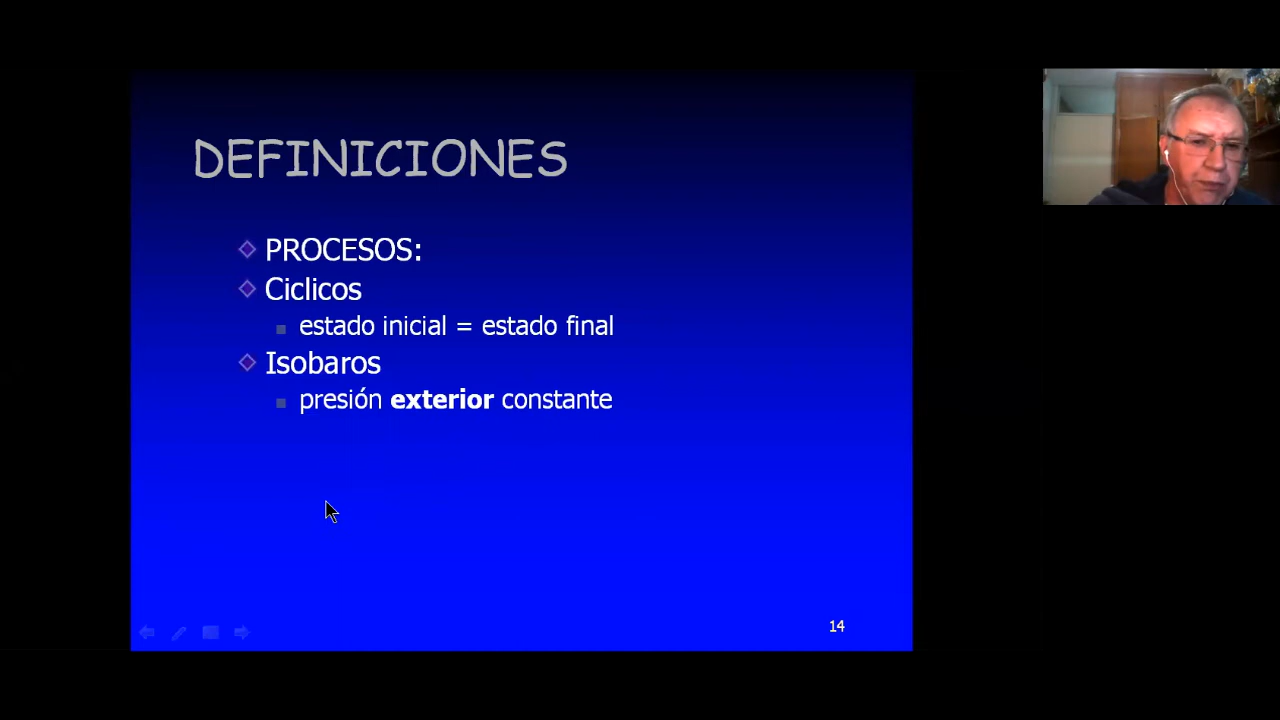 DEFINICIONES
PROCESOS:
Ciclicos
estado inicial = estado final
Isobaros
presión exterior constante
14